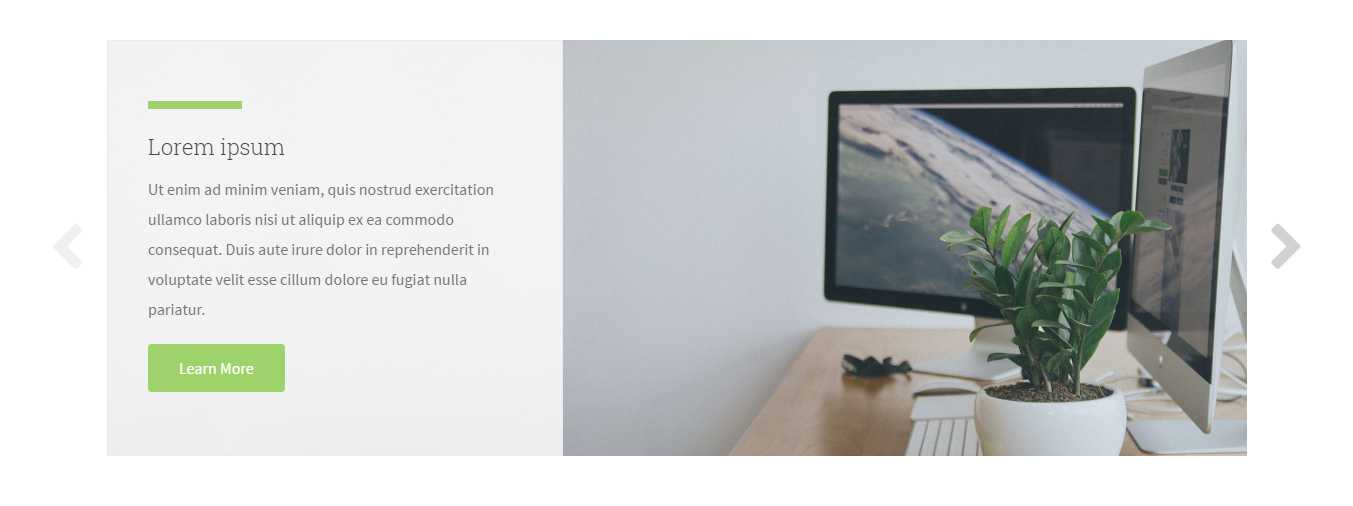 Lorem ipsum
Ut enim ad minim veniam, quis nostrud exercitation
ullamco laboris nisi ut aliquip ex ea commodo
consequat. Duis aute irure dolor in reprehenderit in
voluptate velit esse cillum dolore eu fugiat nulla
pariatur.
Learn More